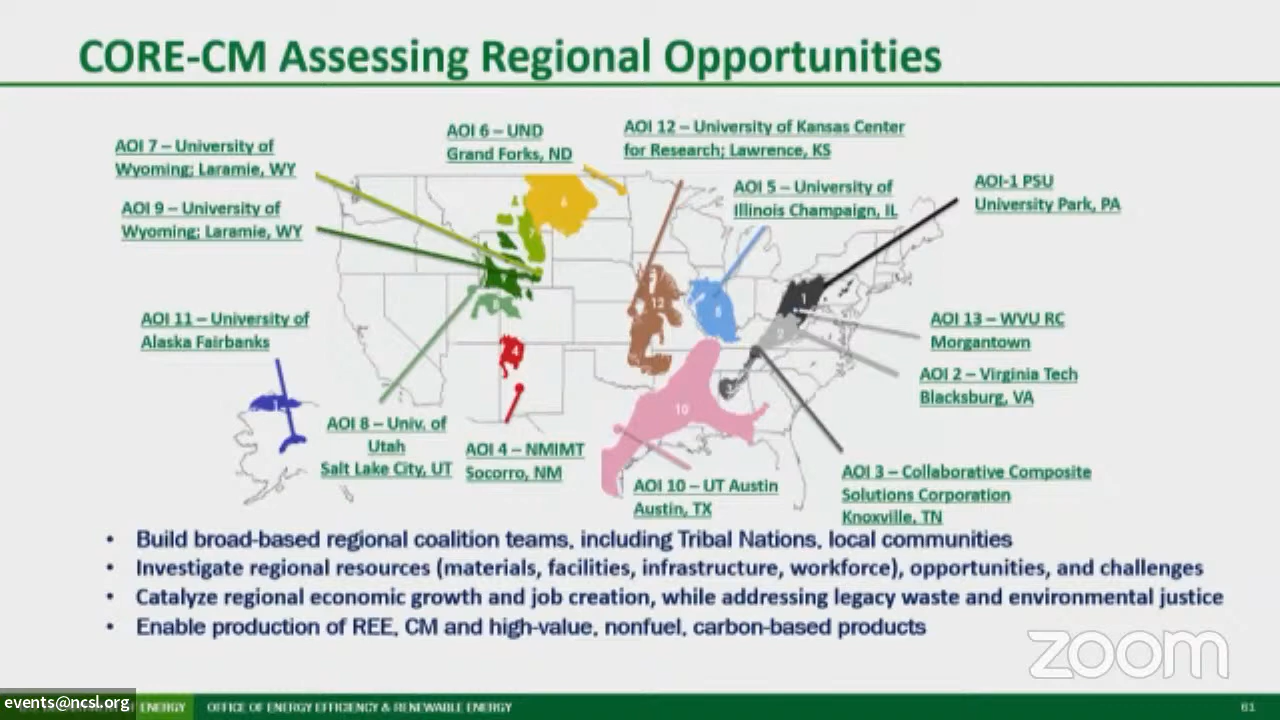 CORE-CM Assessing Regional Opportunities
AOI 7 – University of
Wyoming; Laramie, WY
AOI 6 – UND
Grand Forks, ND
AOI 12 – University of Kansas Center
for Research; Lawrence, KS
AOI 9 – University of
Wyoming; Laramie, WY
AOI 5 – University of
Illinois Champaign, IL
AOI-1 PSU
University Park, PA
AOI 11 – University of
Alaska Fairbanks
AOI 13 – WVU RC
Morgantown
AOI 2 – Virginia Tech
Blacksburg, VA
AOI 8 – Univ. of
Utah
Salt Lake City, UT
AOI 4 – NMIMT
Socorro, NM
AOI 10 – UT Austin
Austin, TX
AOI 3 – Collaborative Composite
Solutions Corporation
Knoxville, TN
6
7
12
1
4
10
• Build broad-based regional coalition teams, including Tribal Nations, local communities
• Investigate regional resources (materials, facilities, infrastructure, workforce), opportunities, and challenges
• Catalyze regional economic growth and job creation, while addressing legacy waste and environmental justice
• Enable production of REE, CM and high-value, nonfuel, carbon-based products
zoom
events@ncsl.org
ENERGY OFFICE OF ENERGY EFFICIENCY & RENEWABLE ENERGY
61